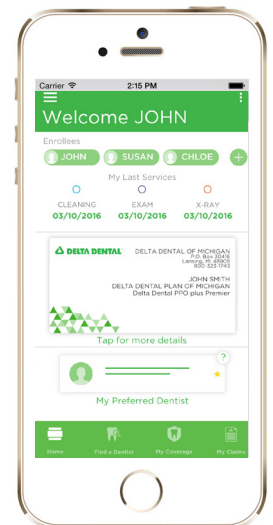 Carrier 2:15 PM
Welcome JOHN
Enrollees
JOHN SUSAN CHLOE +
My Last Services
CLEANING EXAM X-RAY
03/10/2016 03/10/2016 03/10/2016
DELTA DENTAL
DELTA DENTAL OF MICHIGAN
P.O. Box 30416
Lansing, MI 48909
800-323-1743
JOHN SMITH
DELTA DENTAL PLAN OF MICHIGAN
Delta Dental PPO plus Premier
Tap for more details
?
My Preferred Dentist
Home Find a Dentist My Coverage My Claims